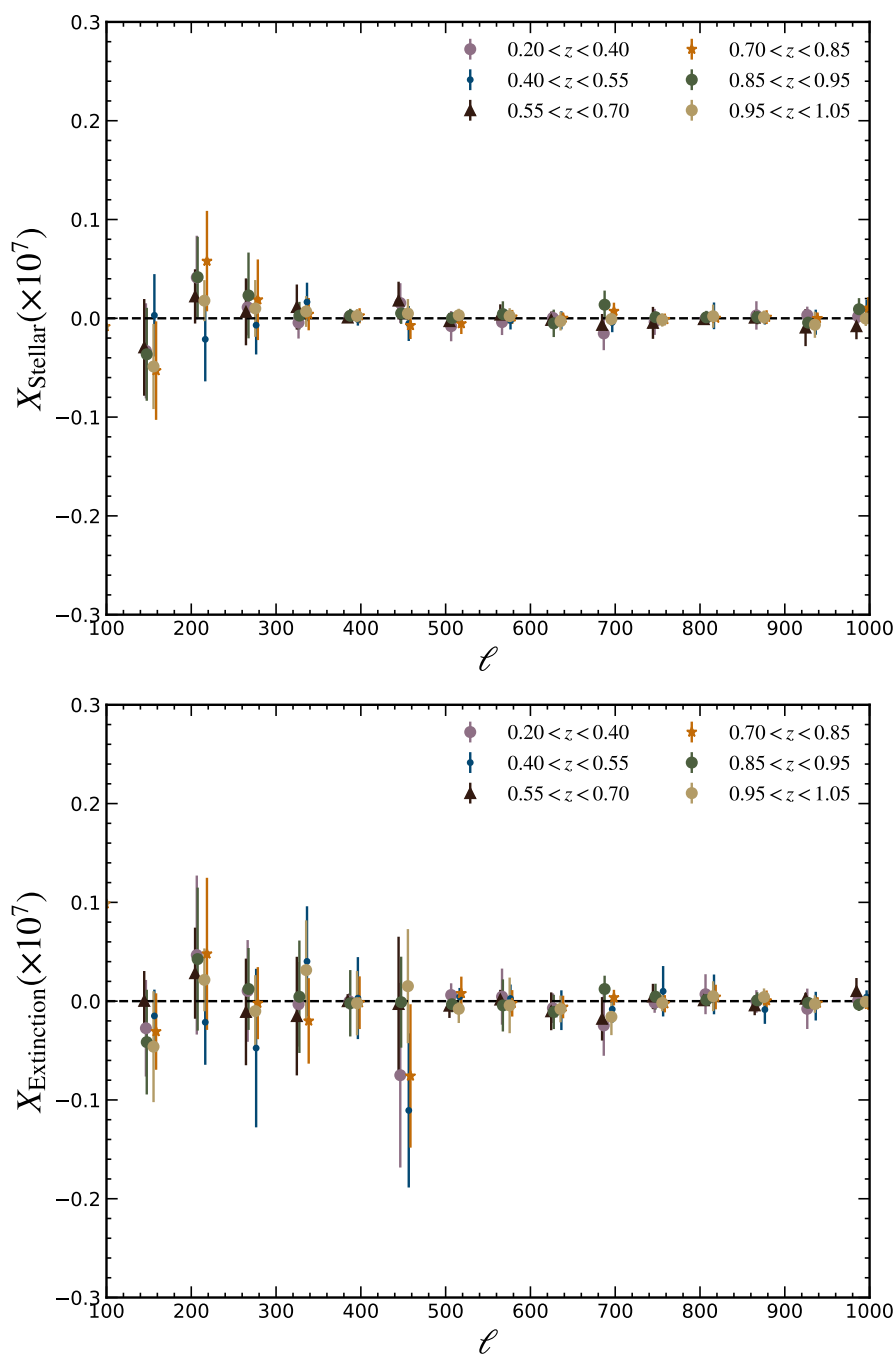 0.3
0.20 < z < 0.40 0.70 < z < 0.85
0.40 < z < 0.55 0.85 < z < 0.95
0.55 < z < 0.70 0.95 < z < 1.05
0.2
0.1
0.0
−0.1
−0.2
−0.3
X_Stellar(×10^7)
100 200 300 400 500 600 700 800 900 1000
ℓ
0.3
0.20 < z < 0.40 0.70 < z < 0.85
0.40 < z < 0.55 0.85 < z < 0.95
0.55 < z < 0.70 0.95 < z < 1.05
0.2
0.1
0.0
−0.1
−0.2
−0.3
X_Extinction(×10^7)
100 200 300 400 500 600 700 800 900 1000
ℓ